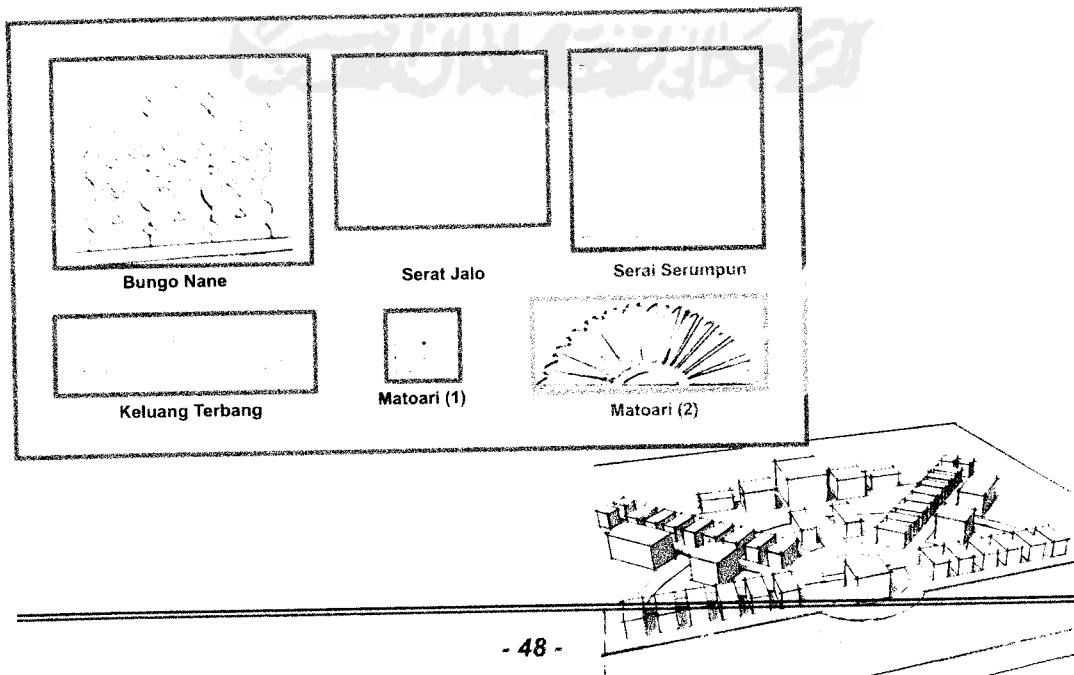 Bungo Nane
Serat Jalo
Serai Serumpun
Keluang Terbang
Matoari (1)
Matoari (2)
- 48 -